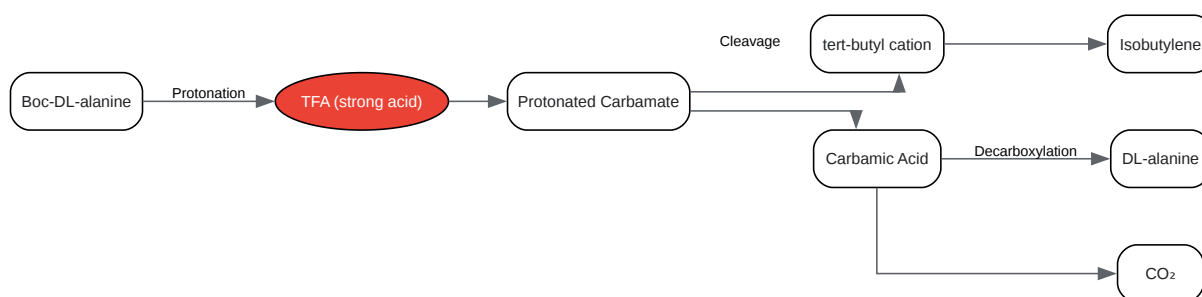 Cleavage
tert-butyl cation
Isobutylene
Boc-DL-alanine
Protonation
TFA (strong acid)
Protonated Carbamate
Carbamic Acid
Decarboxylation
DL-alanine
CO₂